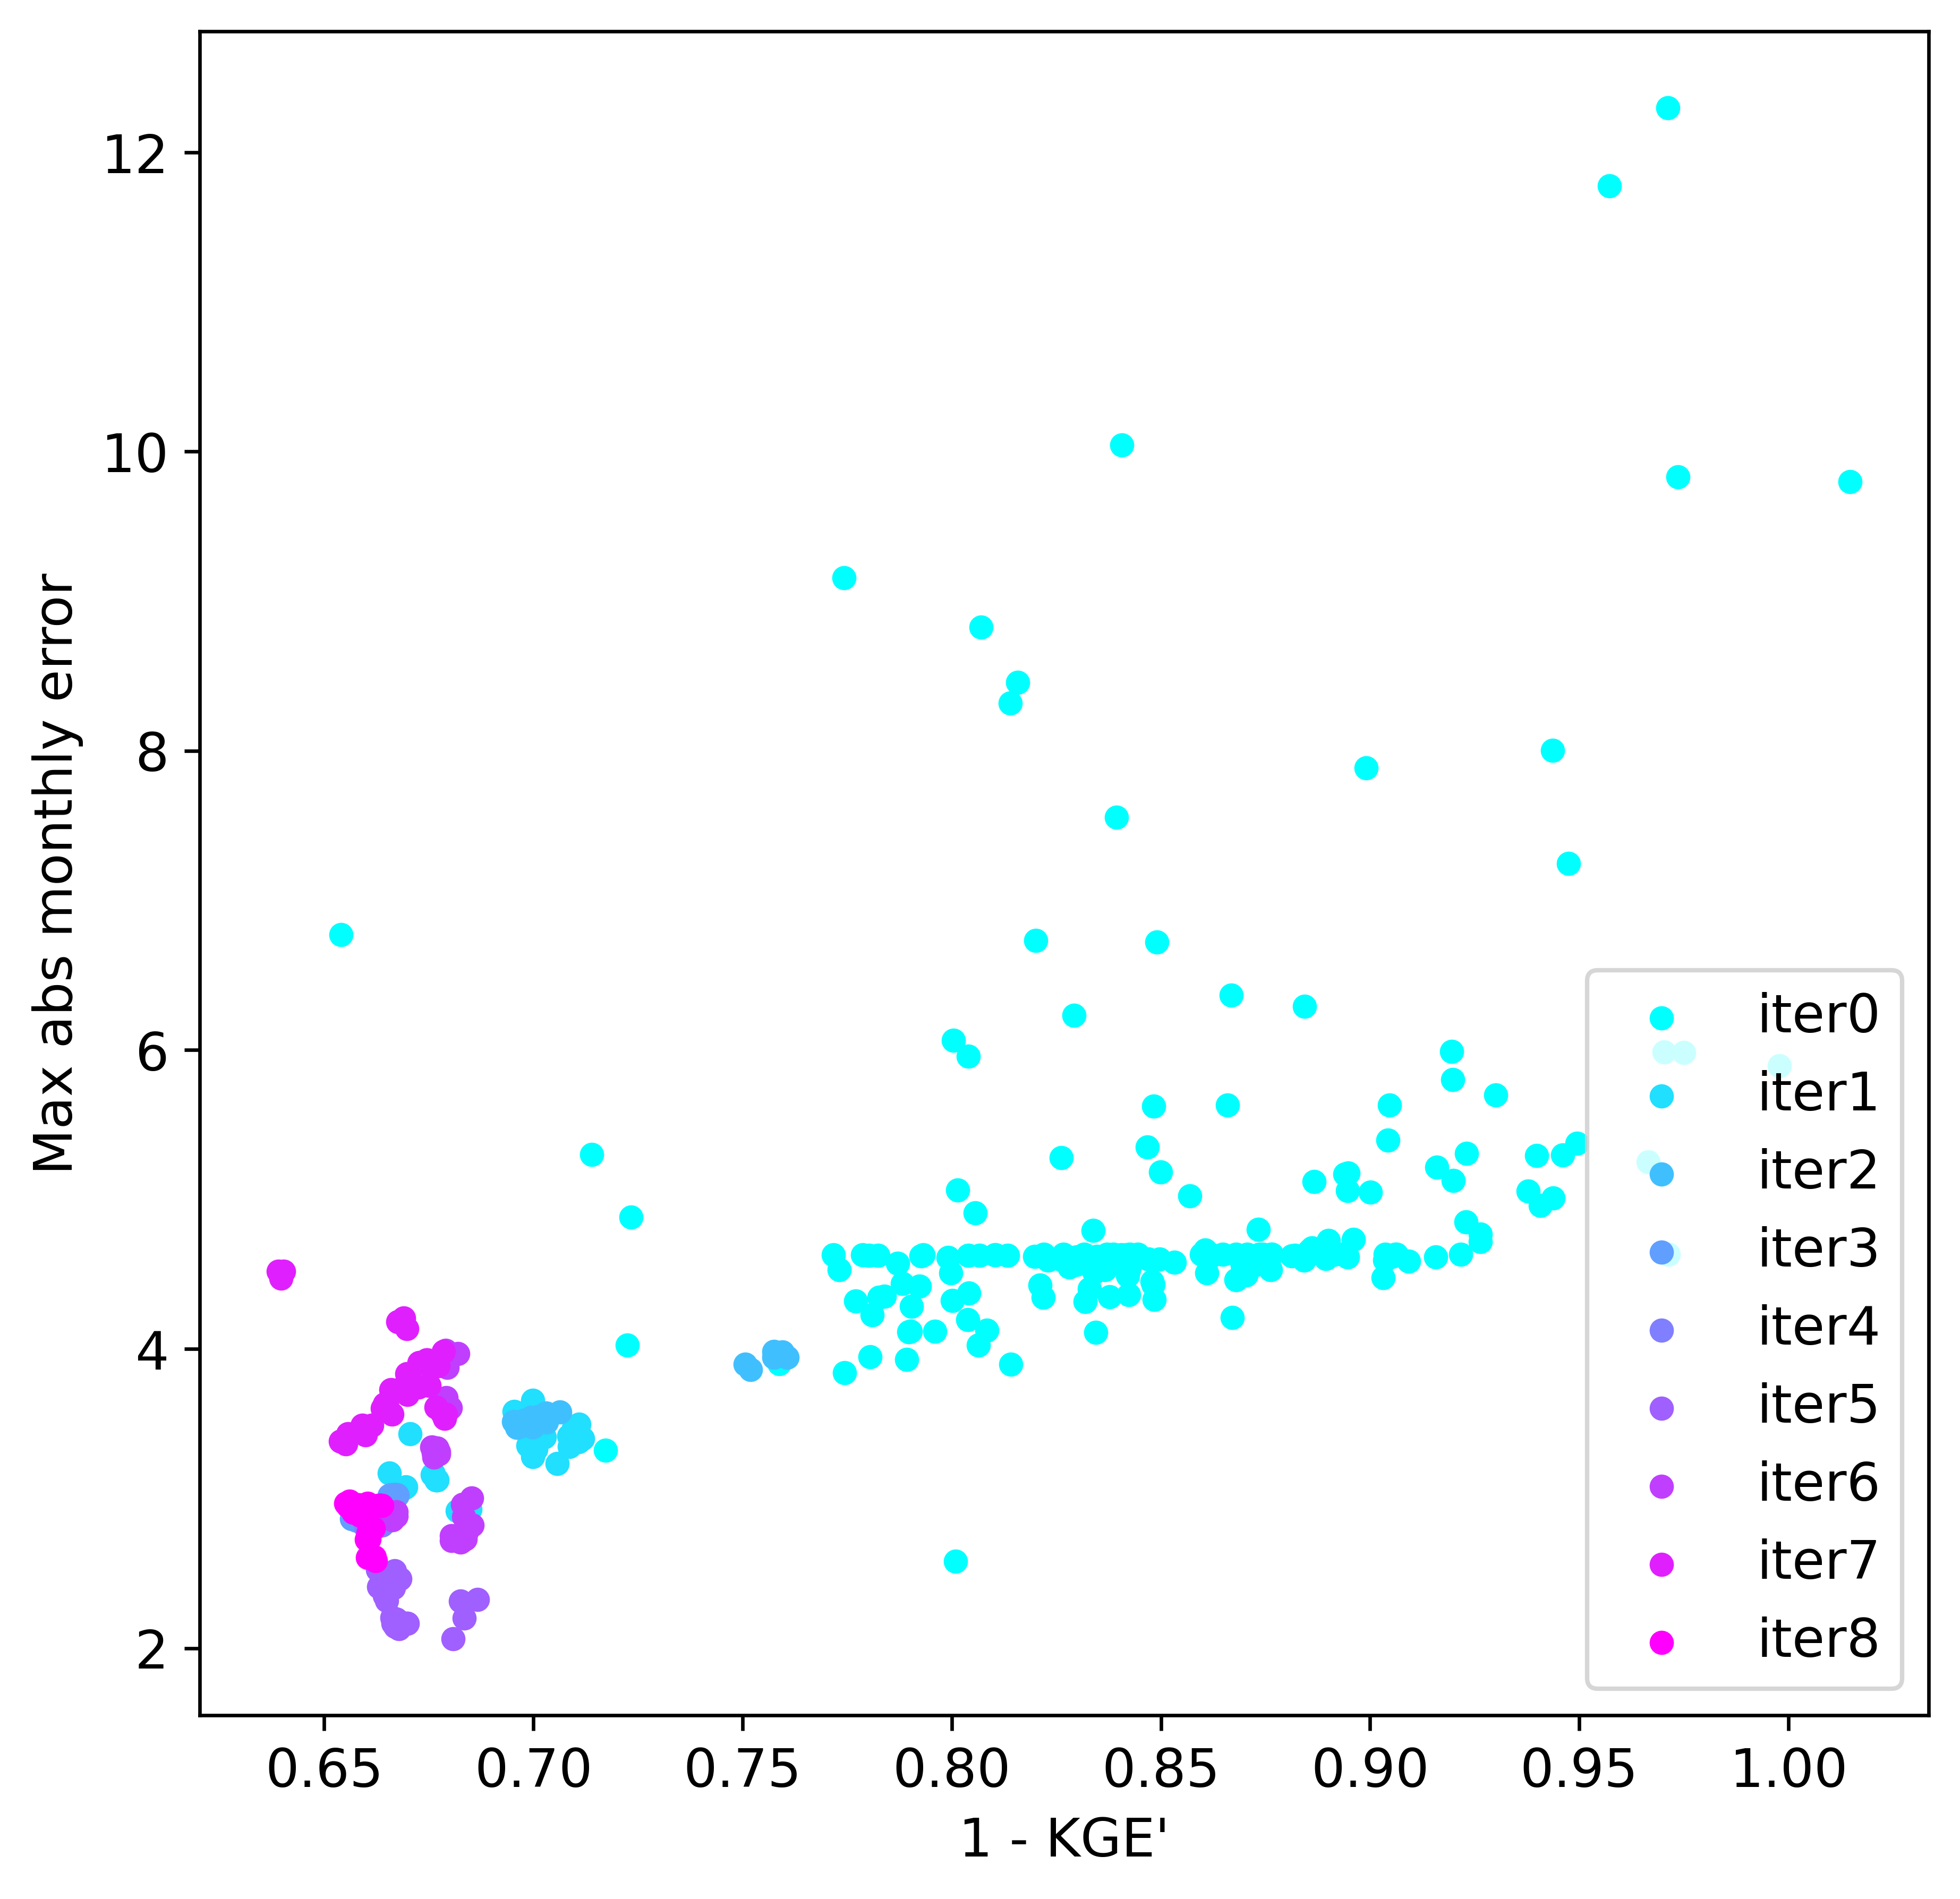 Max abs monthly error
12
10
8
6
4
2
0.65 0.70 0.75 0.80 0.85 0.90 0.95 1.00
1 - KGE'
iter0
iter1
iter2
iter3
iter4
iter5
iter6
iter7
iter8